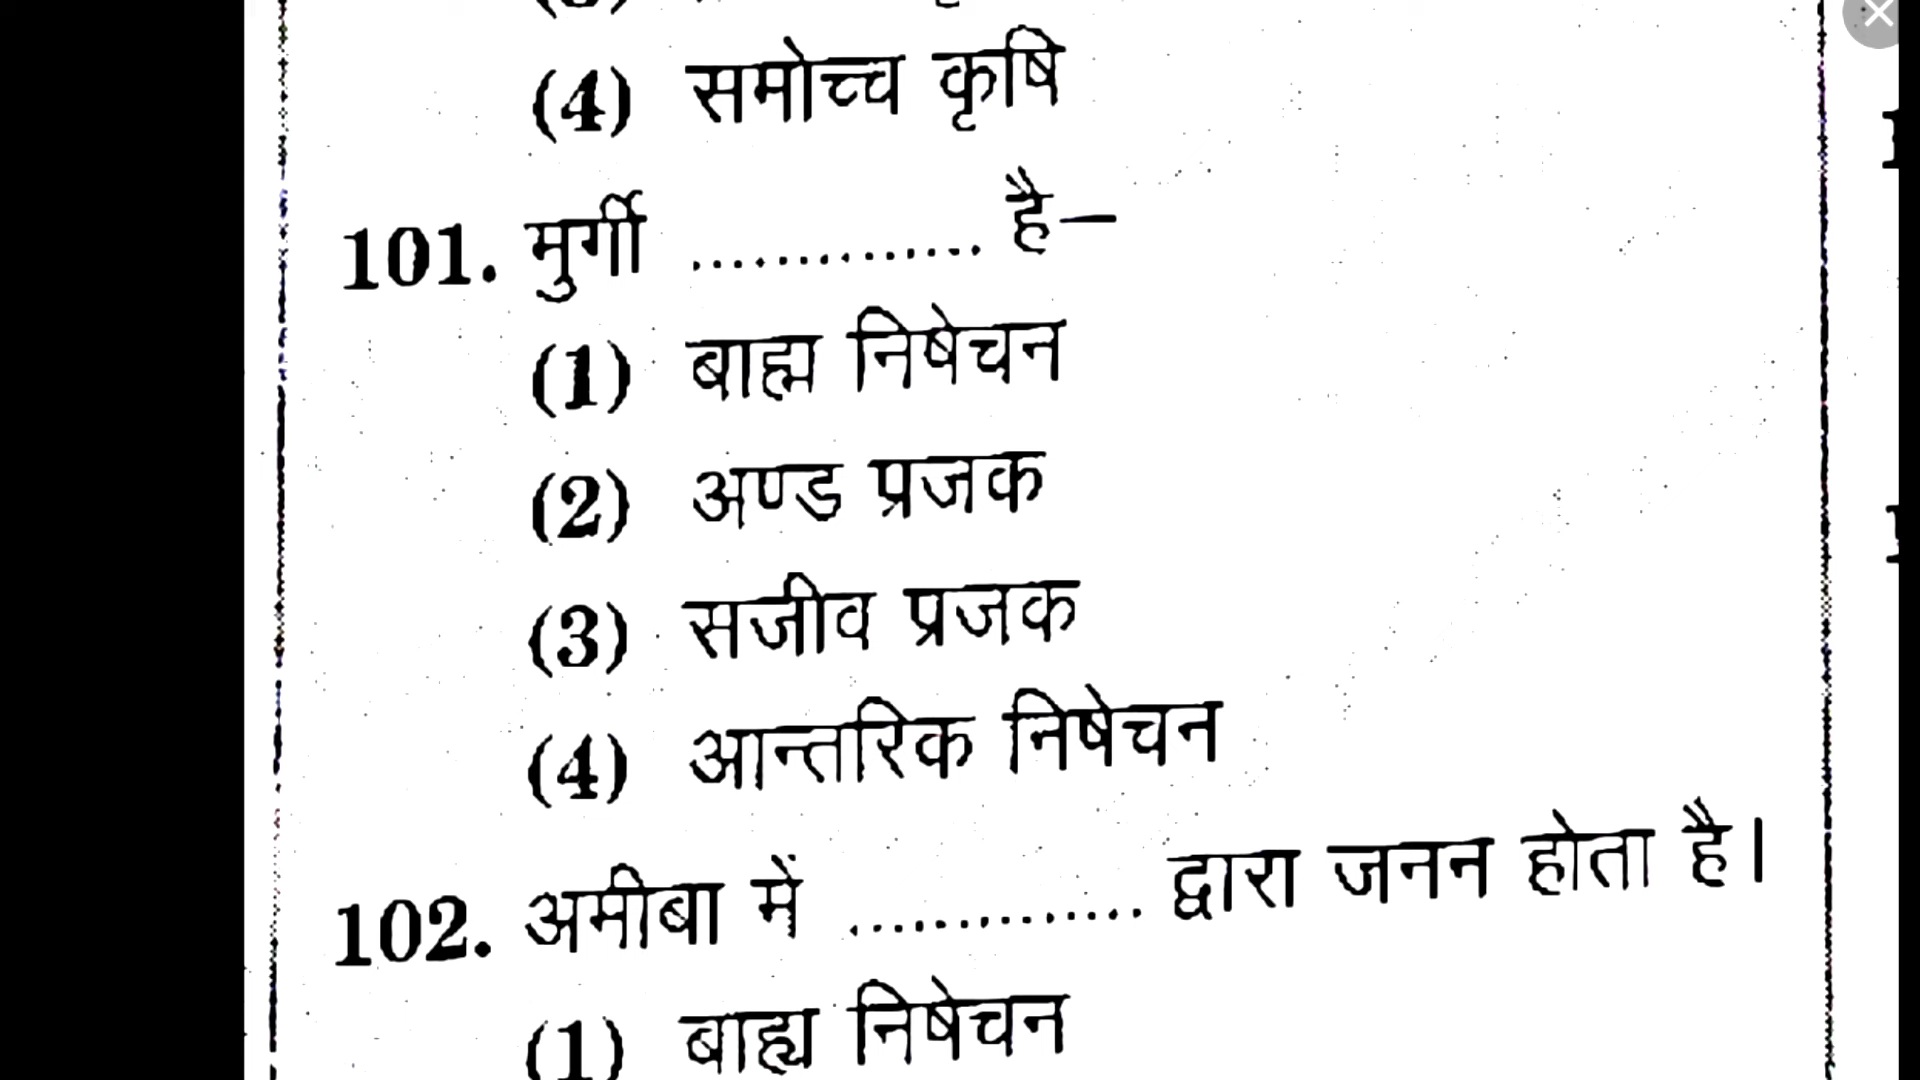 (4) समोच्च कृषि
101. मुर्गी .............. है–
(1) बाह्म निषेचन
(2) अण्ड प्रजक
(3) सजीव प्रजक
(4) आन्तरिक निषेचन
102. अमीबा में .............. द्वारा जनन होता है।
(1) बाह्य निषेचन